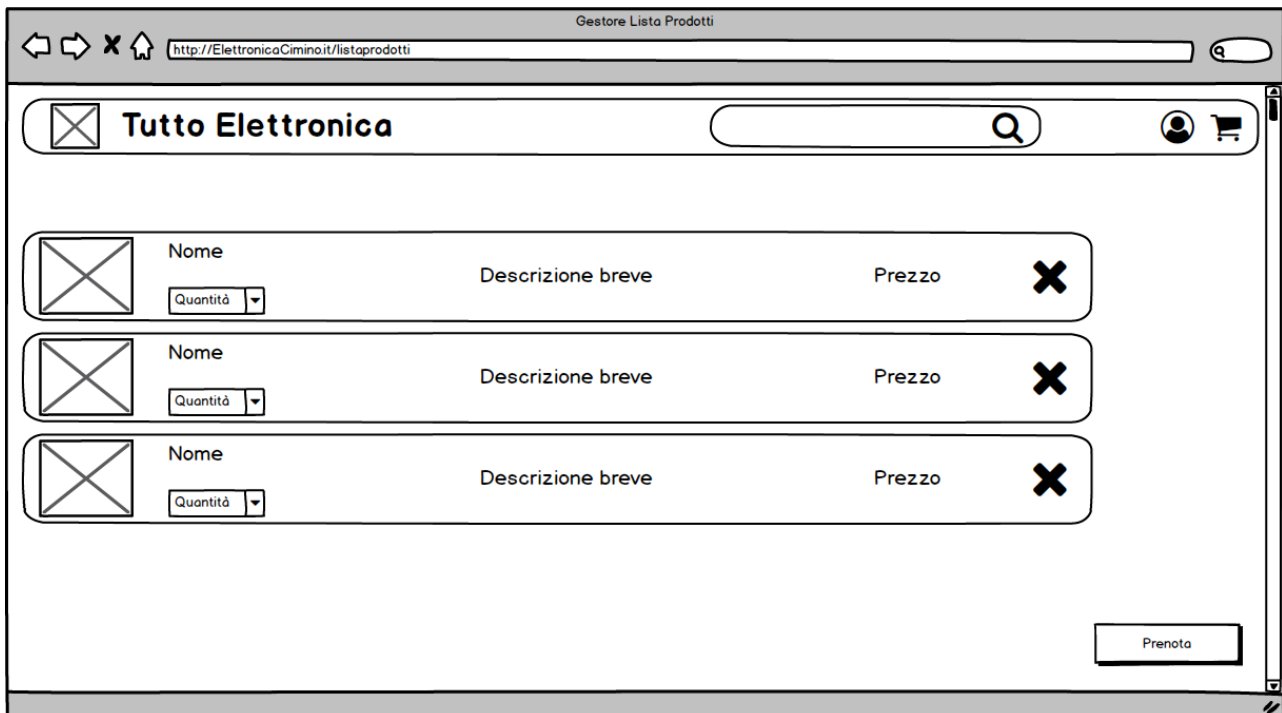 Gestore Lista Prodotti
http://ElettronicaCimino.it/listaprodotti
Tutto Elettronica
Nome
Quantità
Descrizione breve
Prezzo
Nome
Quantità
Descrizione breve
Prezzo
Nome
Quantità
Descrizione breve
Prezzo
Prenota